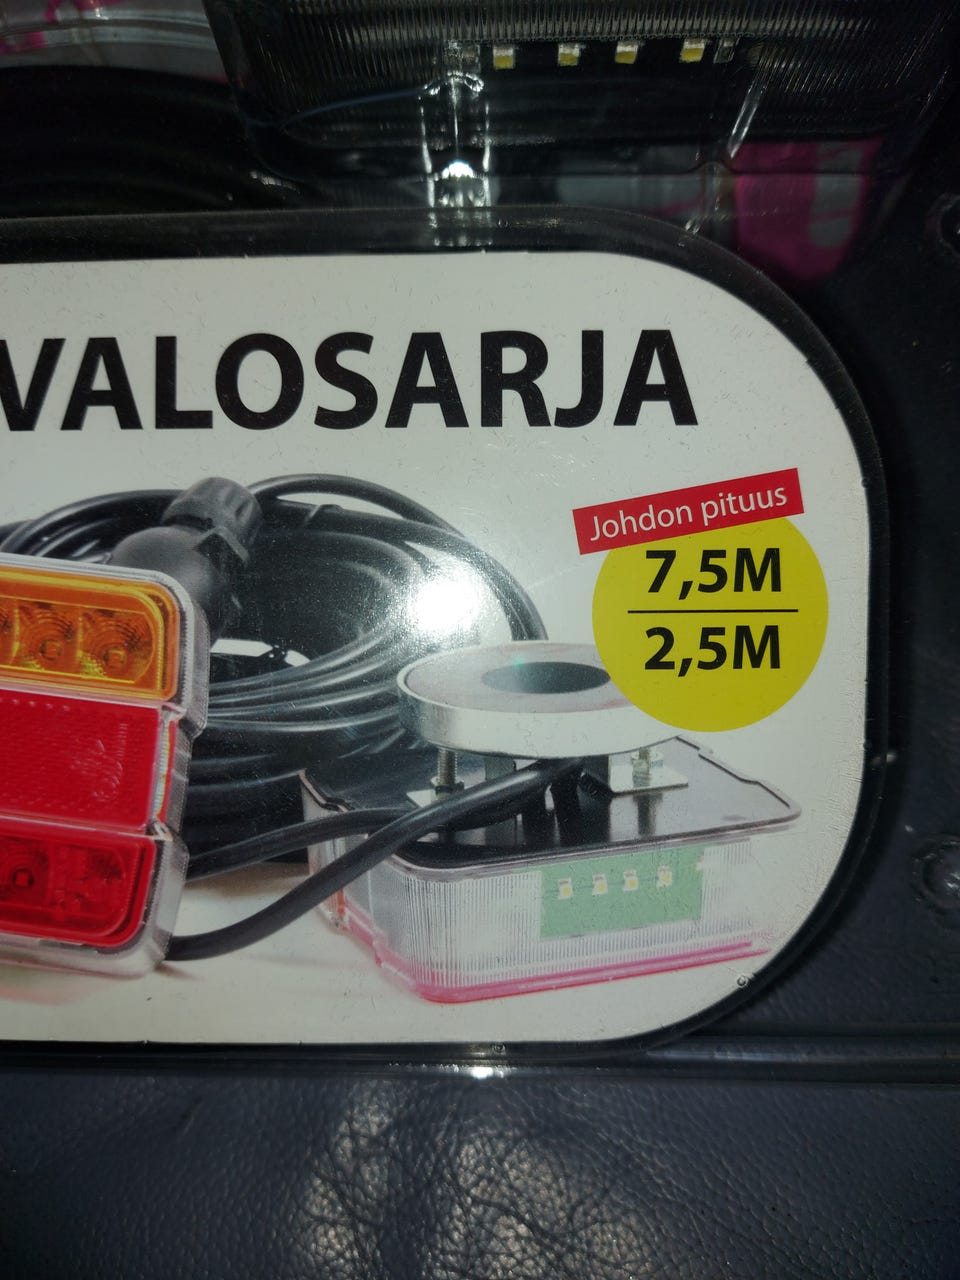 VALOSARJA
Johdon pituus
7,5M
2,5M